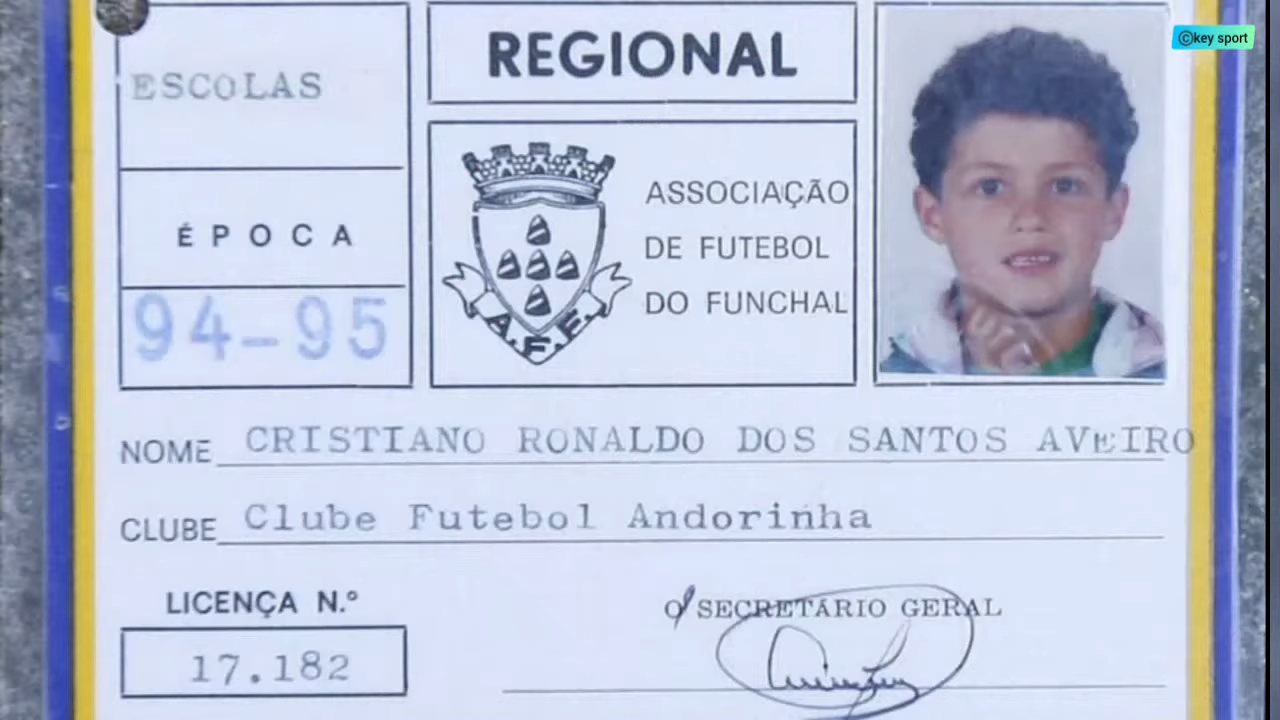 ©key sport
ESCOLAS
REGIONAL
ÉPOCA
94-95
ASSOCIAÇÃO
DE FUTEBOL
DO FUNCHAL
A.F.F.
NOME CRISTIANO RONALDO DOS SANTOS AVEIRO
CLUBE Clube Futebol Andorinha
LICENÇA N.º
17.182
O SECRETÁRIO GERAL